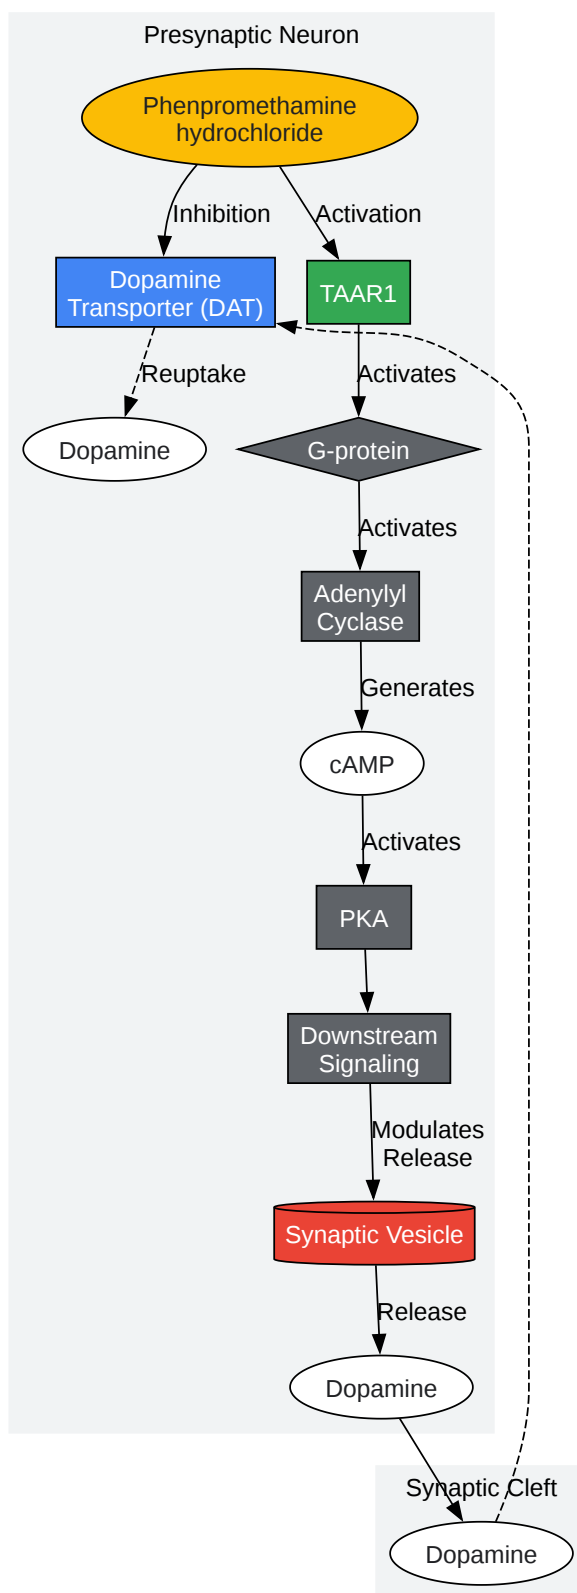 Presynaptic Neuron
Phenpromethamine
hydrochloride
Inhibition
Activation
Dopamine
Transporter (DAT)
TAAR1
Reuptake
Activates
Dopamine
G-protein
Activates
Adenylyl
Cyclase
Generates
cAMP
Activates
PKA
Downstream
Signaling
Modulates
Release
Synaptic Vesicle
Release
Dopamine
Synaptic Cleft
Dopamine